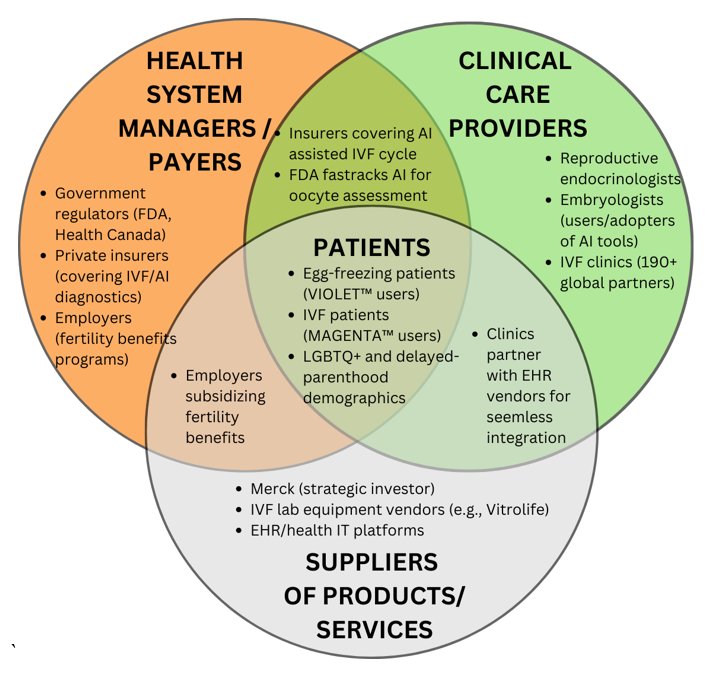 HEALTH
SYSTEM
MANAGERS /
PAYERS
• Government
regulators (FDA,
Health Canada)
• Private insurers
(covering IVF/AI
diagnostics)
• Employers
(fertility benefits
programs)
• Insurers covering AI
assisted IVF cycle
• FDA fastracks AI for
oocyte assessment
CLINICAL
CARE
PROVIDERS
• Reproductive
endocrinologists
• Embryologists
(users/adopters
of AI tools)
• IVF clinics (190+
global partners)
PATIENTS
• Egg-freezing patients
(VIOLET™ users)
• IVF patients
(MAGENTA™ users)
• LGBTQ+ and delayed-
parenthood
demographics
• Employers
subsidizing
fertility
benefits
• Clinics
partner
with EHR
vendors for
seemless
integration
• Merck (strategic investor)
• IVF lab equipment vendors (e.g., Vitrolife)
• EHR/health IT platforms
SUPPLIERS
OF PRODUCTS/
SERVICES
`